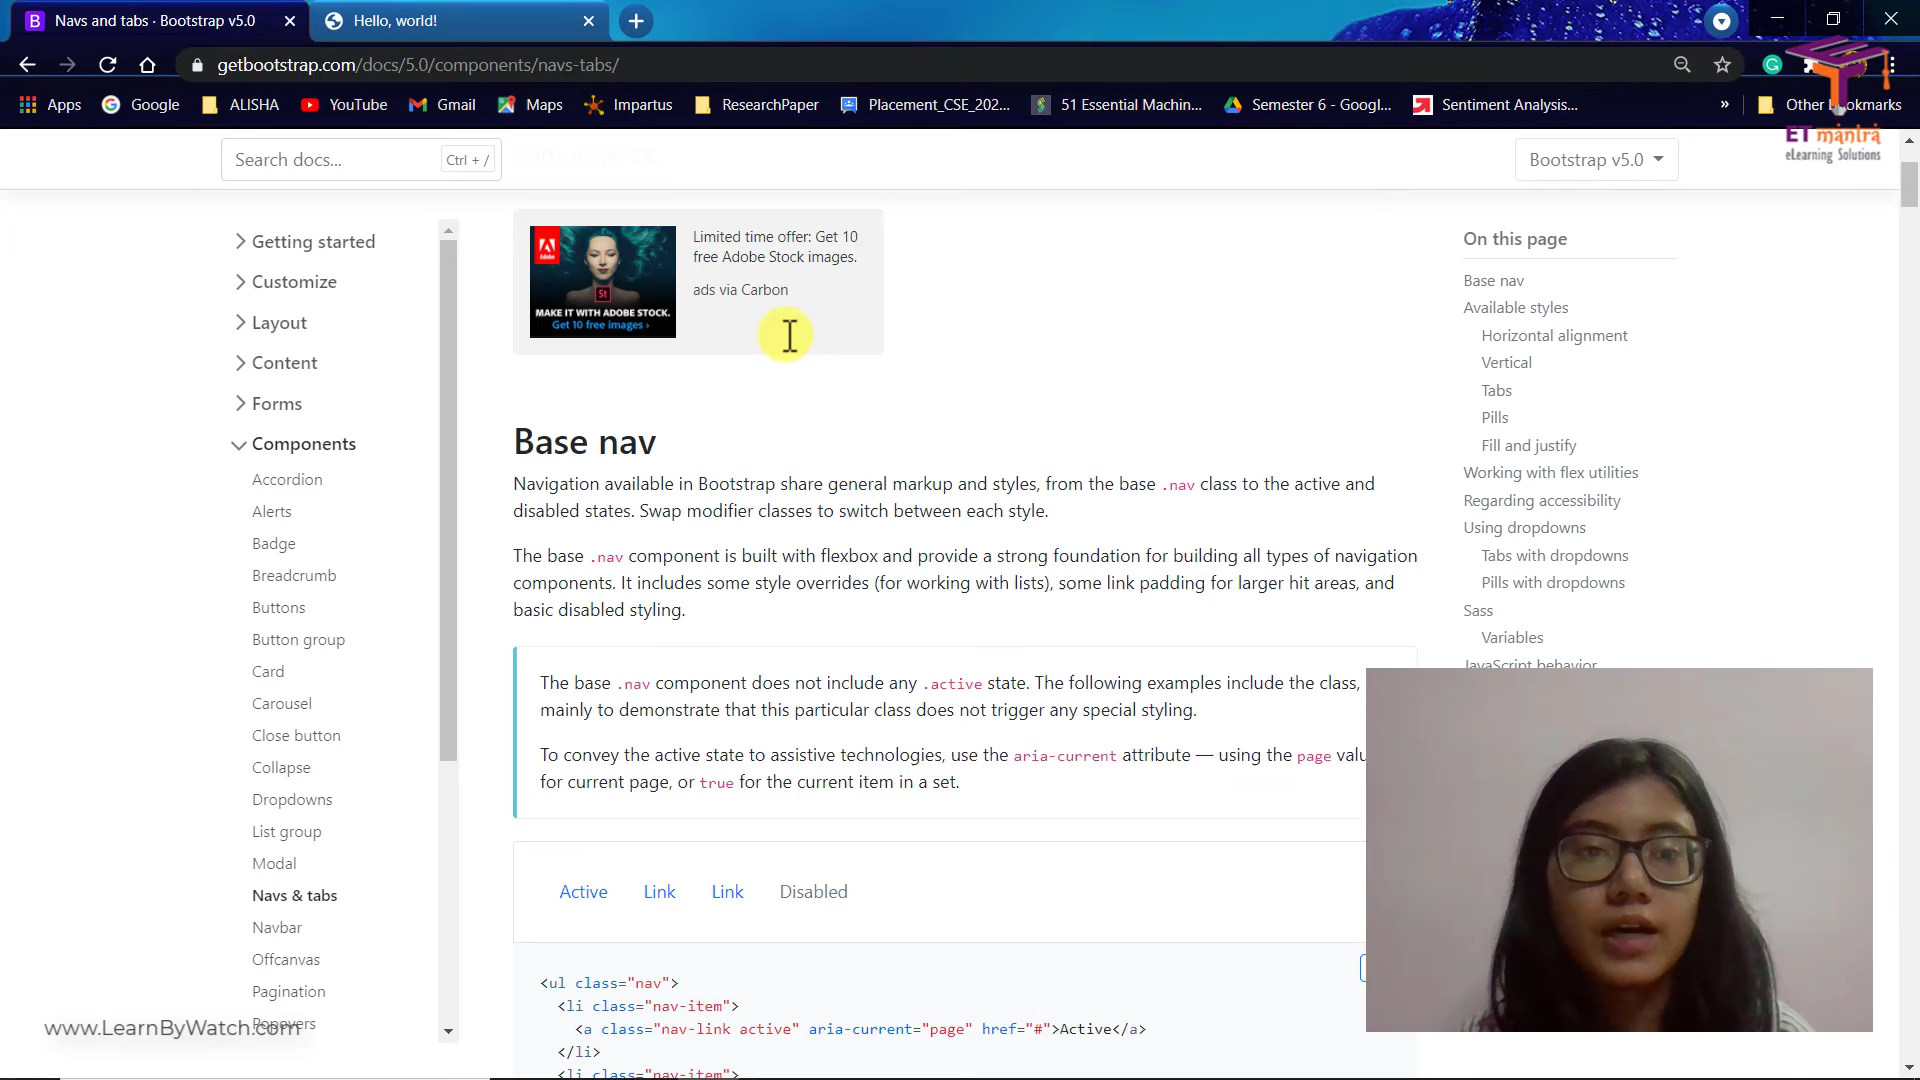 Navs and tabs · Bootstrap v5.0
Hello, world!
getbootstrap.com/docs/5.0/components/navs-tabs/
Apps
Google
ALISHA
YouTube
Gmail
Maps
Impartus
ResearchPaper
Placement_CSE_202...
51 Essential Machin...
Semester 6 - Googl...
Sentiment Analysis...
»
Other Bookmarks
ET mantra
eLearning Solutions
Search docs...
Ctrl + /
Bootstrap v5.0
Getting started
Customize
Layout
Content
Forms
Components
Accordion
Alerts
Badge
Breadcrumb
Buttons
Button group
Card
Carousel
Close button
Collapse
Dropdowns
List group
Modal
Navs & tabs
Navbar
Offcanvas
Pagination
Popovers
www.LearnByWatch.com
Adobe
St
MAKE IT WITH ADOBE STOCK.
Get 10 free images ›
Limited time offer: Get 10
free Adobe Stock images.
ads via Carbon
Base nav
Navigation available in Bootstrap share general markup and styles, from the base .nav class to the active and
disabled states. Swap modifier classes to switch between each style.
The base .nav component is built with flexbox and provide a strong foundation for building all types of navigation
components. It includes some style overrides (for working with lists), some link padding for larger hit areas, and
basic disabled styling.
The base .nav component does not include any .active state. The following examples include the class,
mainly to demonstrate that this particular class does not trigger any special styling.
To convey the active state to assistive technologies, use the aria-current attribute — using the page valu
for current page, or true for the current item in a set.
Active
Link
Link
Disabled
<ul class="nav">
<li class="nav-item">
<a class="nav-link active" aria-current="page" href="#">Active</a>
</li>
<li class="nav-item">
On this page
Base nav
Available styles
Horizontal alignment
Vertical
Tabs
Pills
Fill and justify
Working with flex utilities
Regarding accessibility
Using dropdowns
Tabs with dropdowns
Pills with dropdowns
Sass
Variables
JavaScript behavior